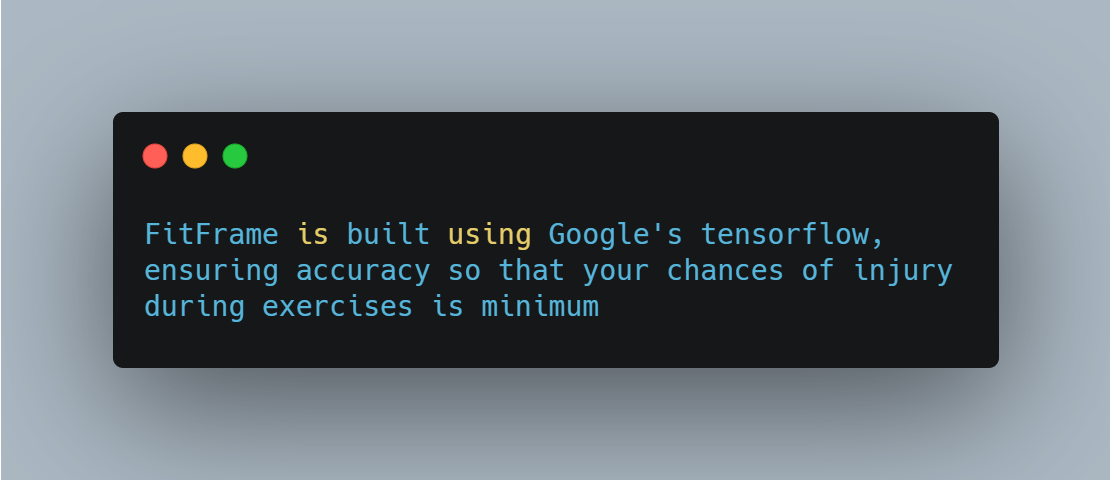 FitFrame is built using Google's tensorflow,
ensuring accuracy so that your chances of injury
during exercises is minimum